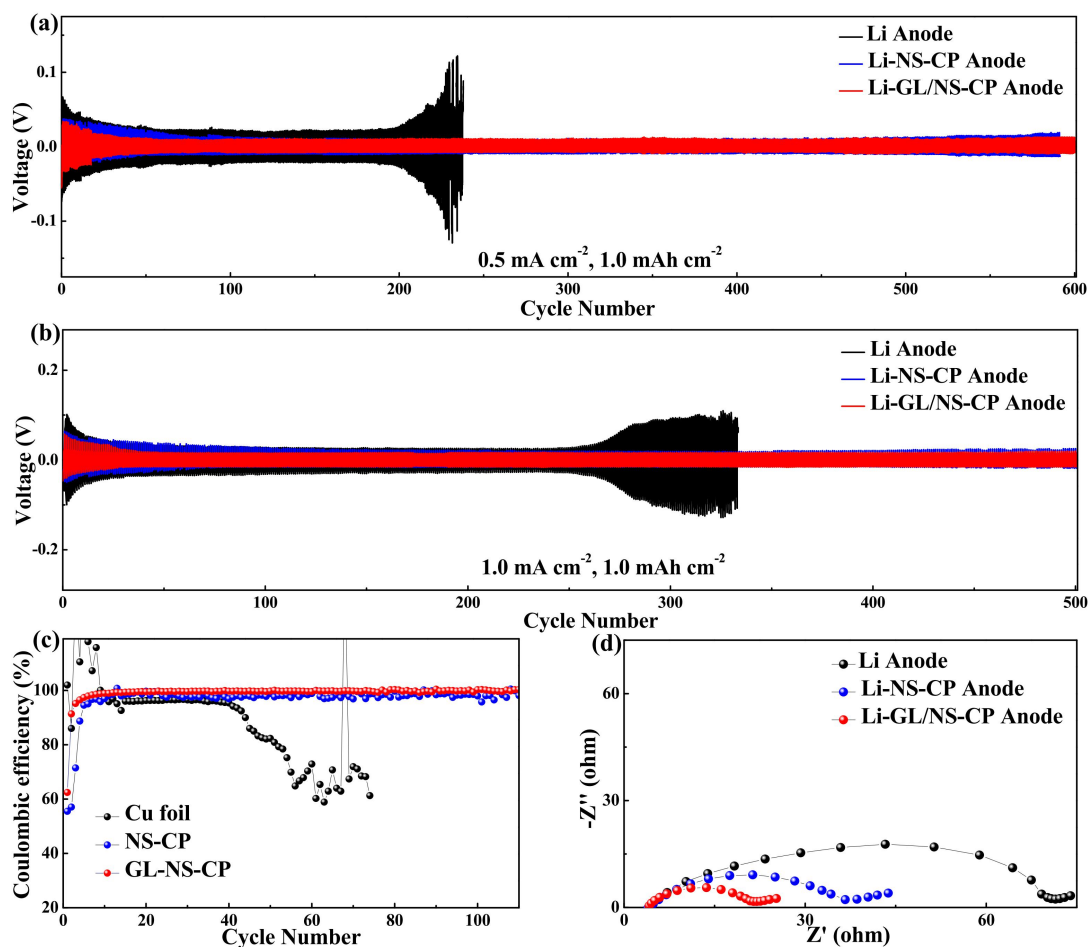 (a)
Li Anode
Li-NS-CP Anode
Li-GL/NS-CP Anode
0.1
0.0
-0.1
Voltage (V)
0.5 mA cm-2, 1.0 mAh cm-2
0 100 200 300 400 500 600
Cycle Number
(b)
Li Anode
Li-NS-CP Anode
Li-GL/NS-CP Anode
0.2
0.0
-0.2
Voltage (V)
1.0 mA cm-2, 1.0 mAh cm-2
0 100 200 300 400 500
Cycle Number
(c)
100
80
60
40
20
Coulombic efficiency (%)
Cu foil
NS-CP
GL-NS-CP
0 20 40 60 80 100
Cycle Number
(d)
Li Anode
Li-NS-CP Anode
Li-GL/NS-CP Anode
60
30
0
-Z'' (ohm)
30 60
Z' (ohm)